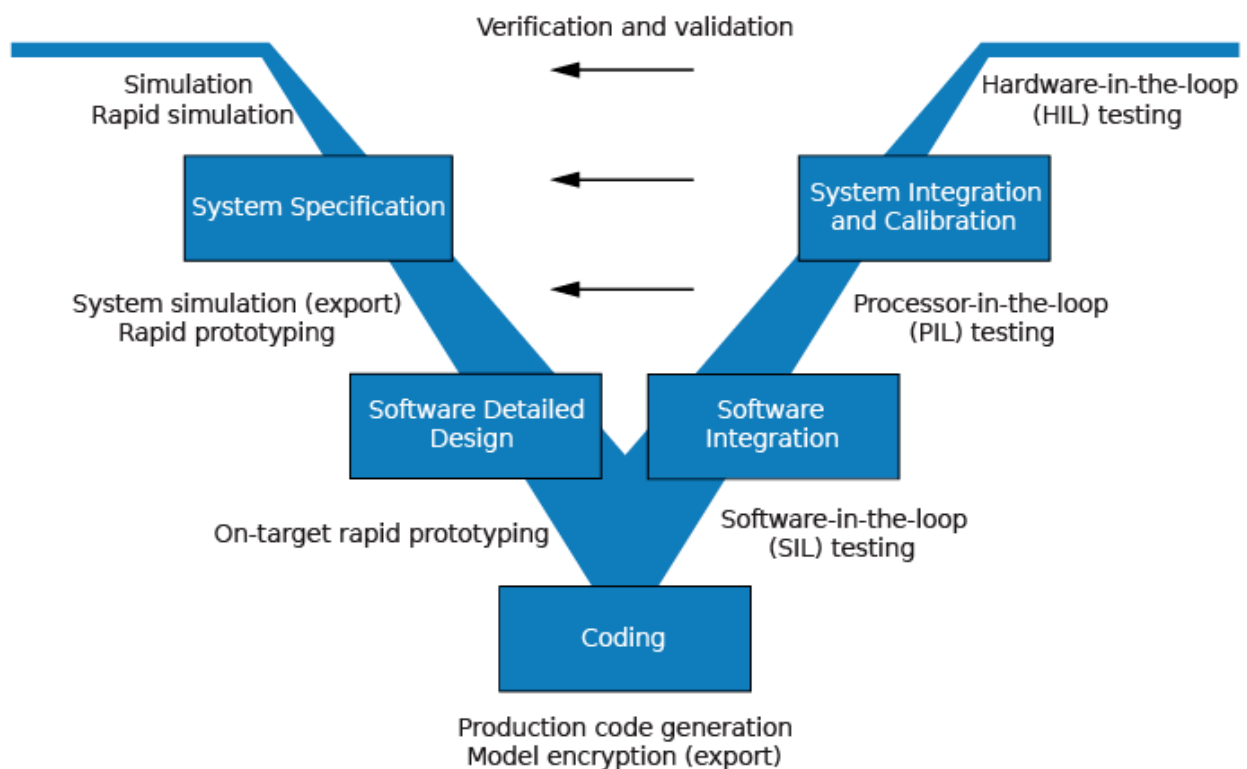 Verification and validation
Simulation
Rapid simulation
Hardware-in-the-loop
(HIL) testing
System Specification
System Integration
and Calibration
System simulation (export)
Rapid prototyping
Processor-in-the-loop
(PIL) testing
Software Detailed
Design
Software
Integration
On-target rapid prototyping
Software-in-the-loop
(SIL) testing
Coding
Production code generation
Model encryption (export)